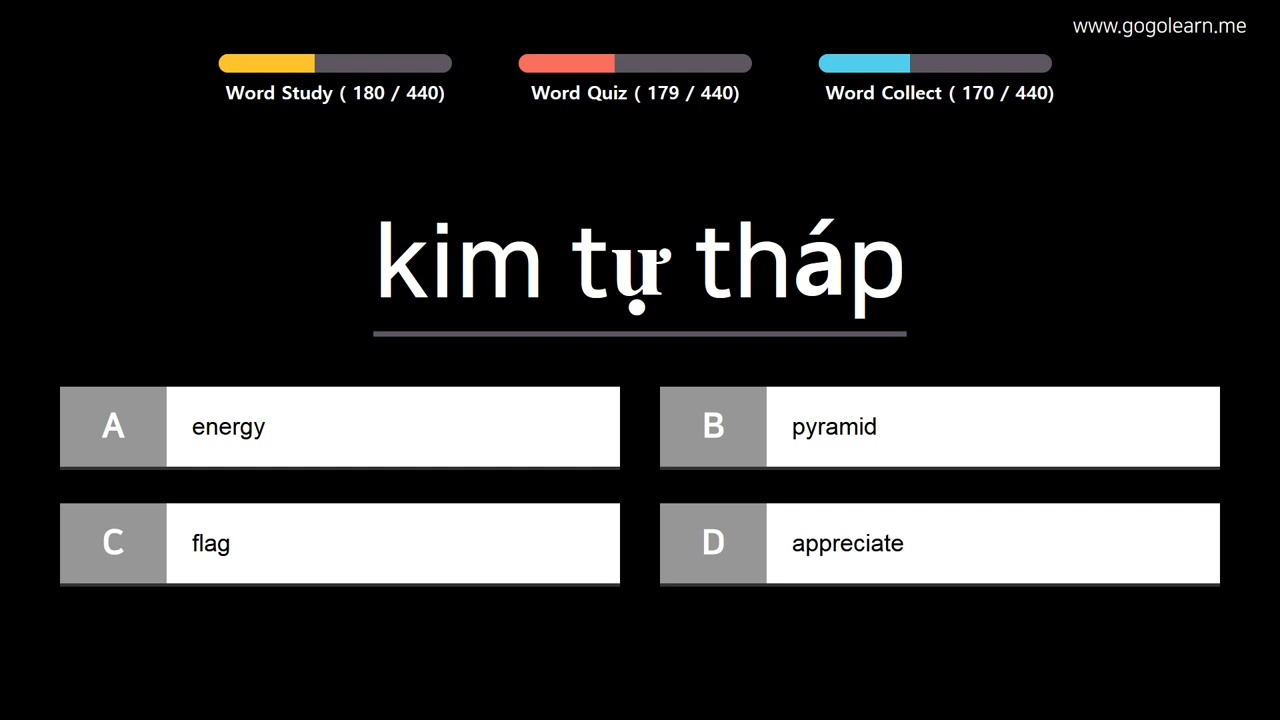 www.gogolearn.me
Word Study ( 180 / 440)
Word Quiz ( 179 / 440)
Word Collect ( 170 / 440)
kim tự tháp
A energy
B pyramid
C flag
D appreciate